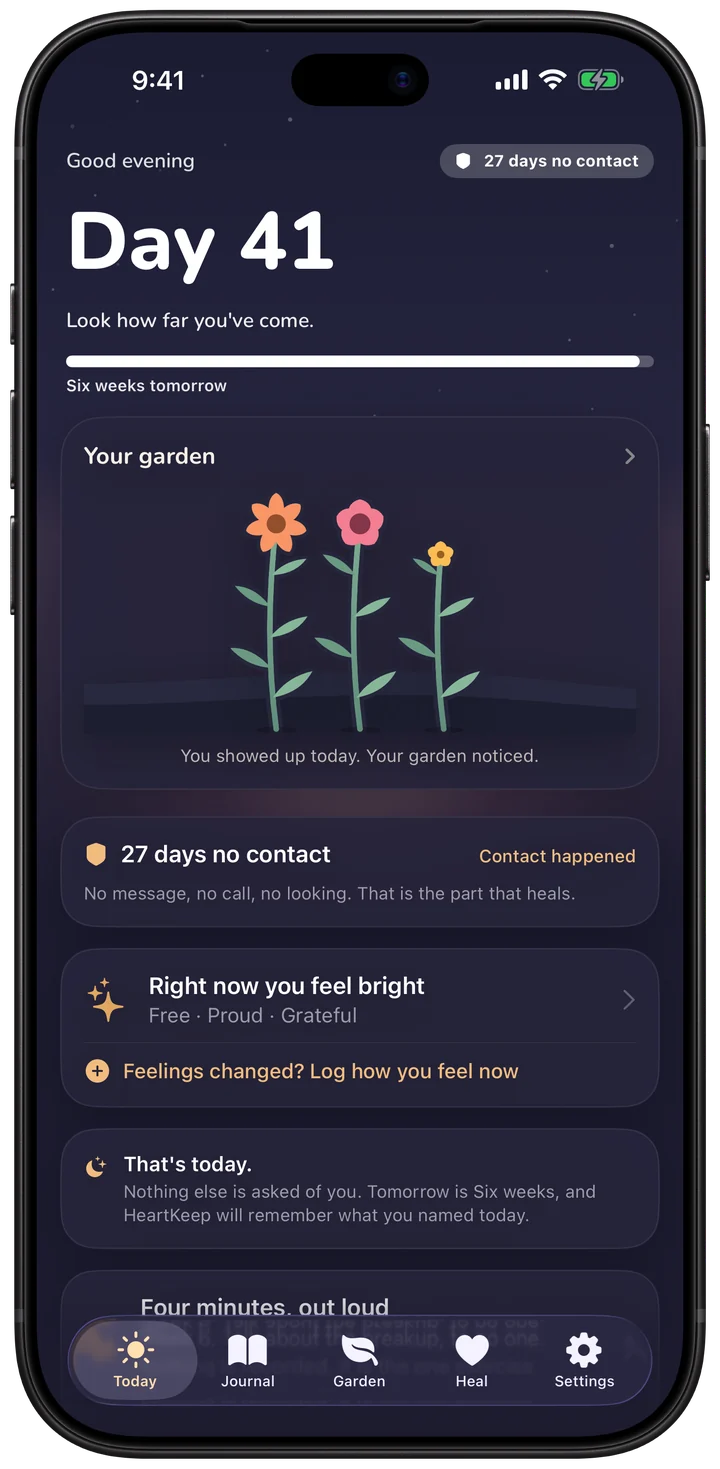 9:41
Good evening
27 days no contact
Day 41
Look how far you've come.
Six weeks tomorrow
Your garden
You showed up today. Your garden noticed.
27 days no contact
Contact happened
No message, no call, no looking. That is the part that heals.
Right now you feel bright
Free · Proud · Grateful
Feelings changed? Log how you feel now
That's today.
Nothing else is asked of you. Tomorrow is Six weeks, and
HeartKeep will remember what you named today.
Four minutes, out loud
Today
Journal
Garden
Heal
Settings